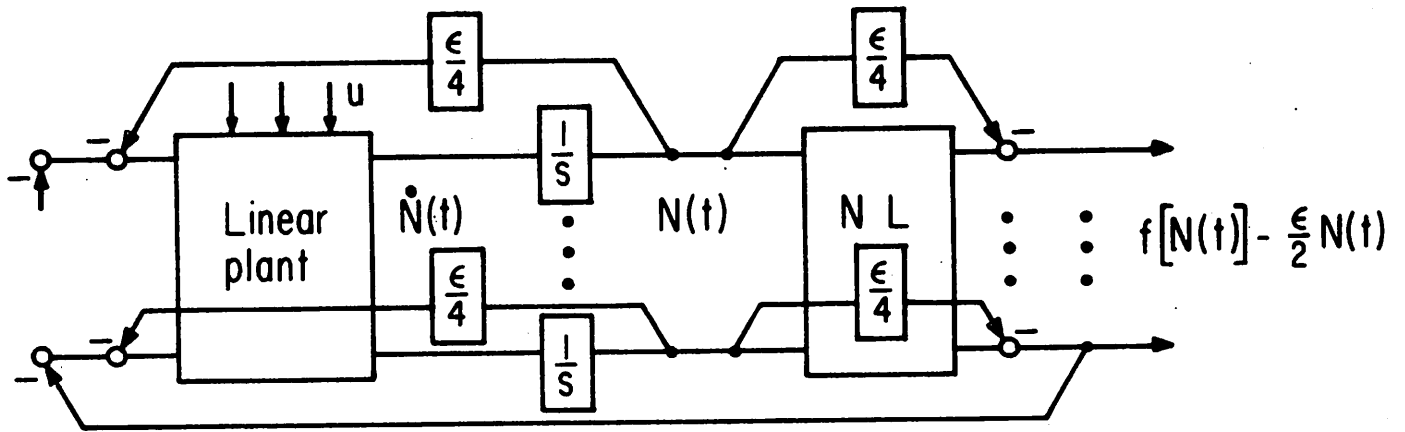 ϵ/4
ϵ/4
u
−
−
−
1/S
Linear
plant
Ṅ(t)
N(t)
N L
f[N(t)] - ϵ/2 N(t)
ϵ/4
ϵ/4
−
−
−
1/S